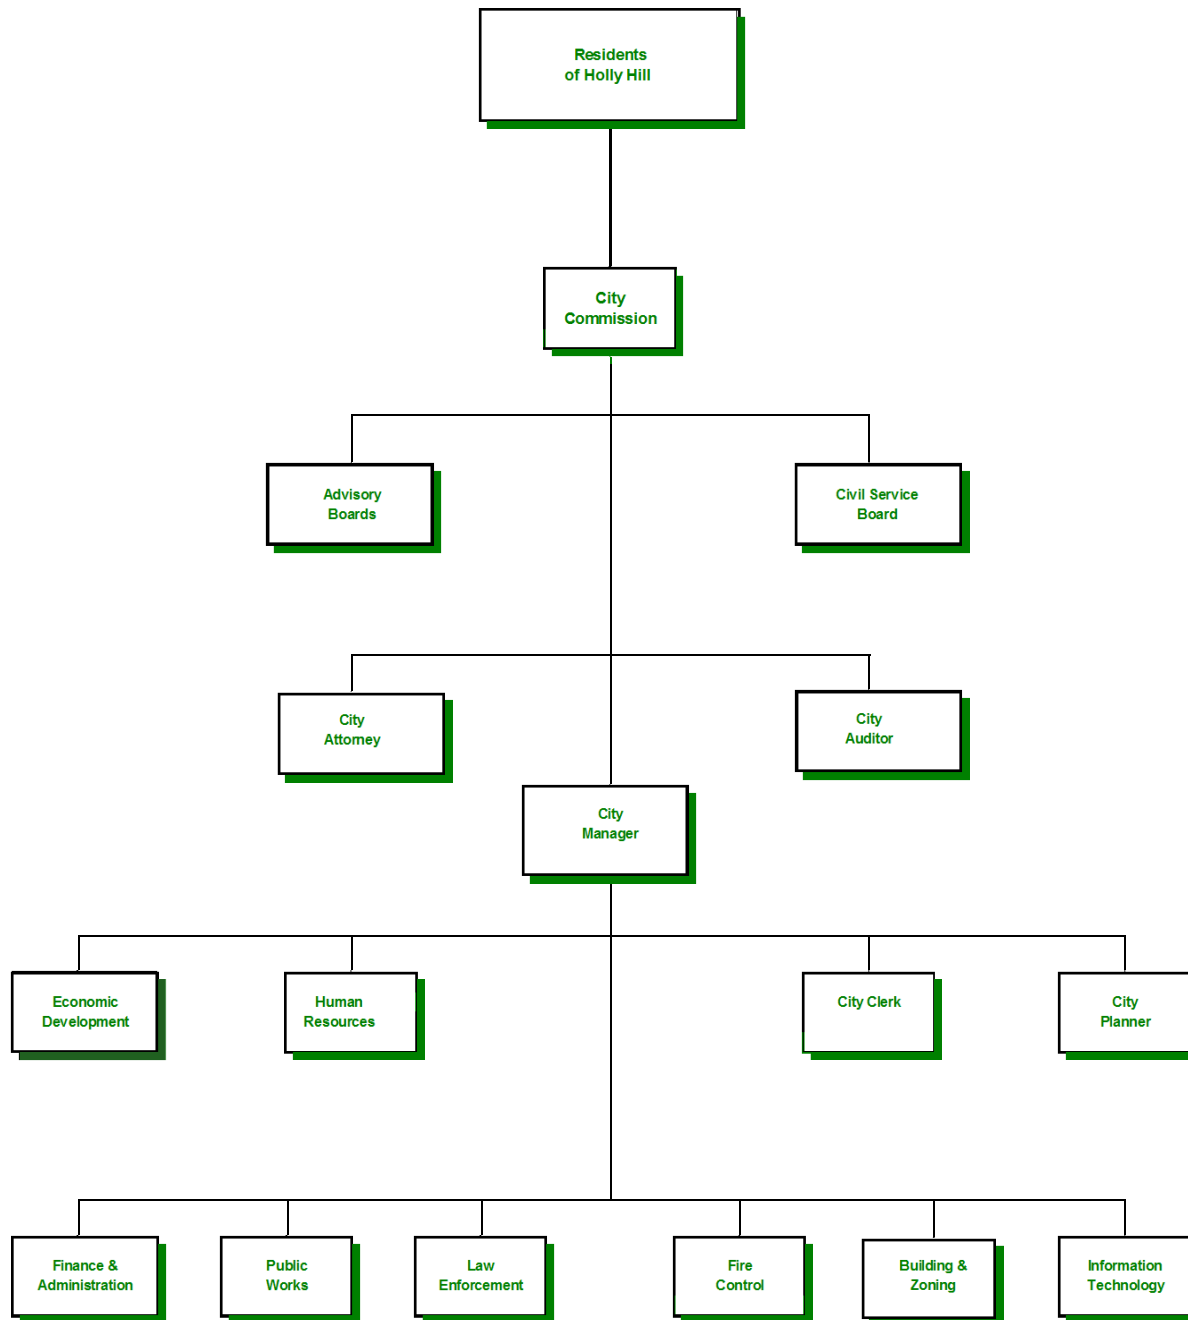 Residents
of Holly Hill
City
Commission
Advisory
Boards
Civil Service
Board
City
Attorney
City
Auditor
City
Manager
Economic
Development
Human
Resources
City Clerk
City
Planner
Finance &
Administration
Public
Works
Law
Enforcement
Fire
Control
Building &
Zoning
Information
Technology